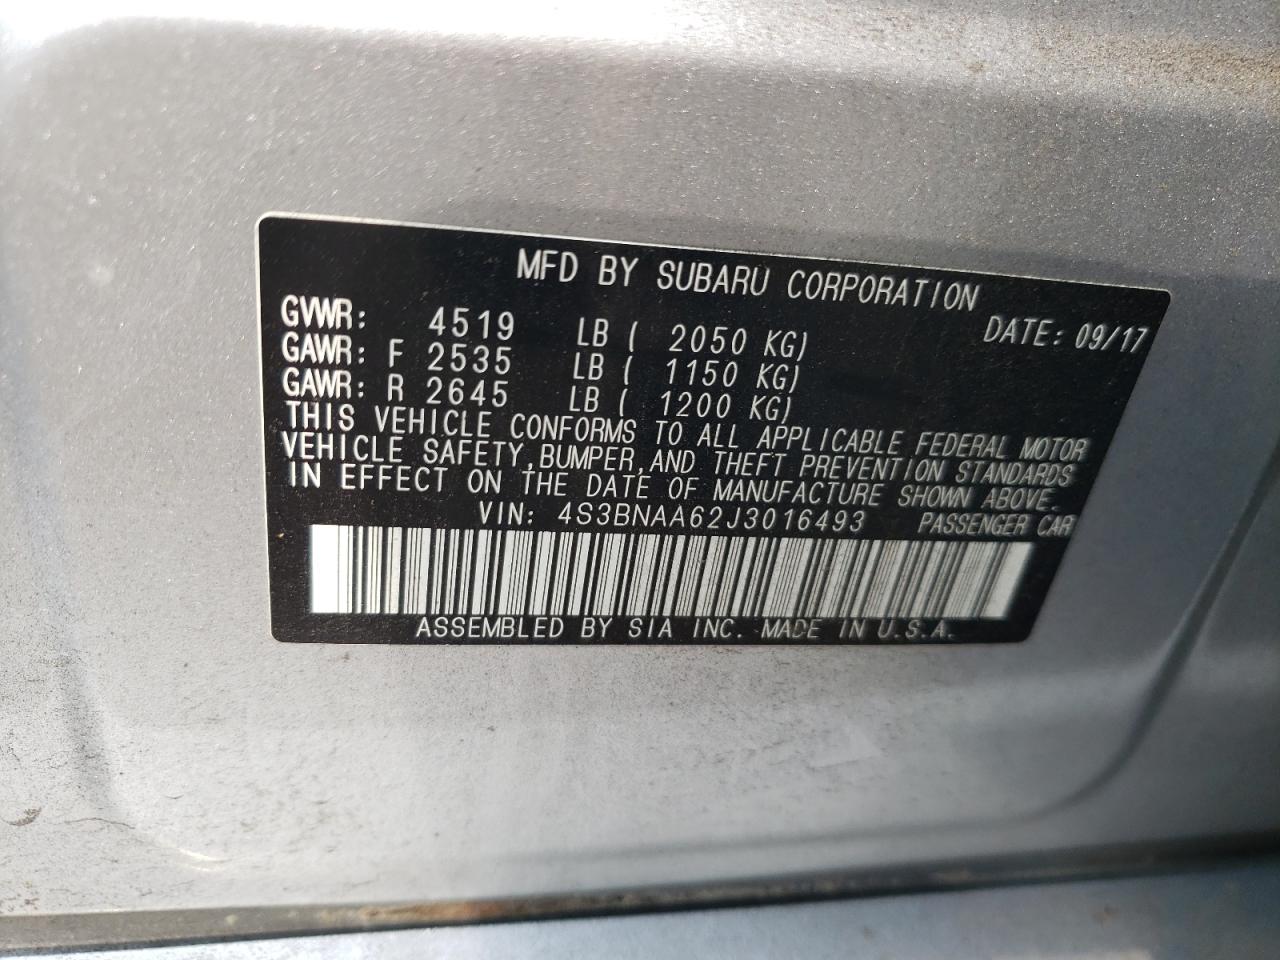 MFD BY SUBARU CORPORATION
DATE: 09/17
GVWR: 4519 LB ( 2050 KG)
GAWR: F 2535 LB ( 1150 KG)
GAWR: R 2645 LB ( 1200 KG)
THIS VEHICLE CONFORMS TO ALL APPLICABLE FEDERAL MOTOR
VEHICLE SAFETY, BUMPER, AND THEFT PREVENTION STANDARDS
IN EFFECT ON THE DATE OF MANUFACTURE SHOWN ABOVE.
VIN: 4S3BNAA62J3016493 PASSENGER CAR
ASSEMBLED BY SIA INC. MADE IN U.S.A.